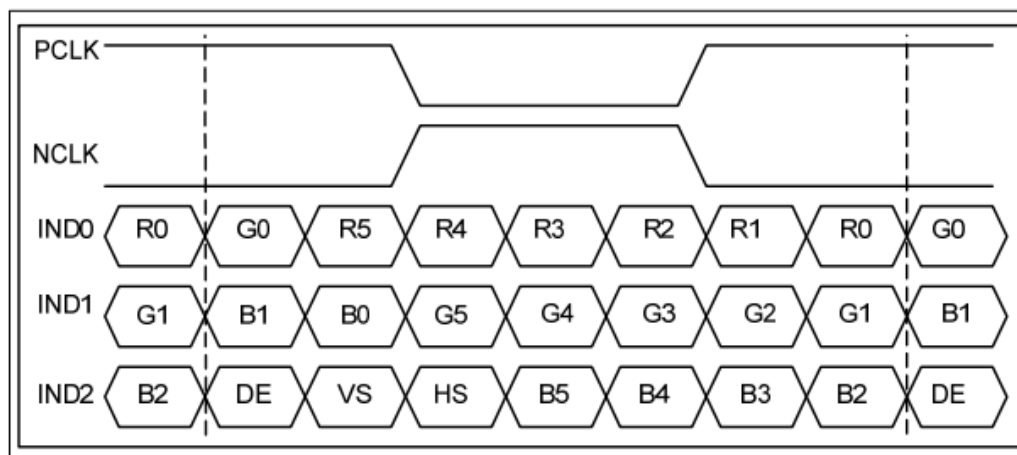 PCLK
NCLK
IND0 R0 G0 R5 R4 R3 R2 R1 R0 G0
IND1 G1 B1 B0 G5 G4 G3 G2 G1 B1
IND2 B2 DE VS HS B5 B4 B3 B2 DE